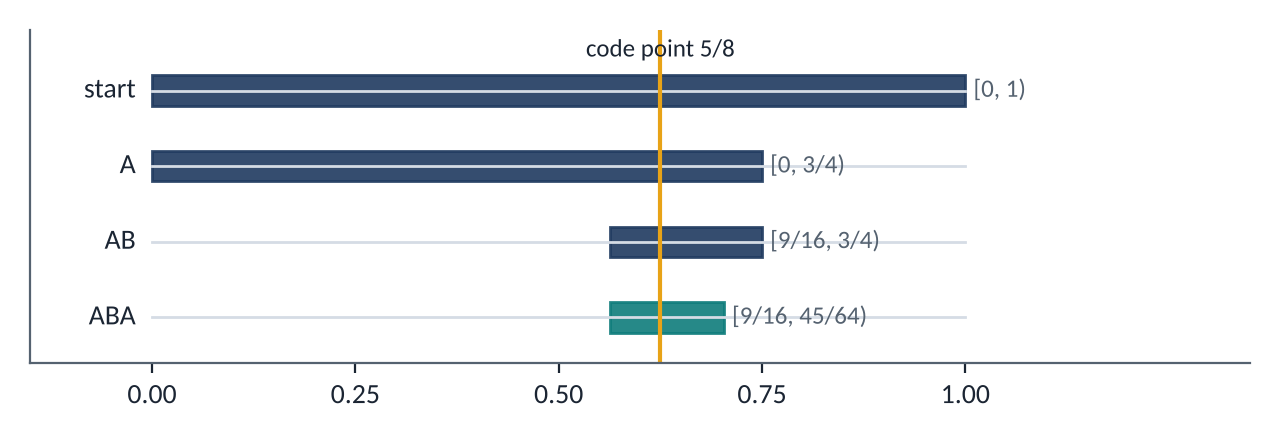 code point 5/8
start [0, 1)
A [0, 3/4)
AB [9/16, 3/4)
ABA [9/16, 45/64)
0.00 0.25 0.50 0.75 1.00